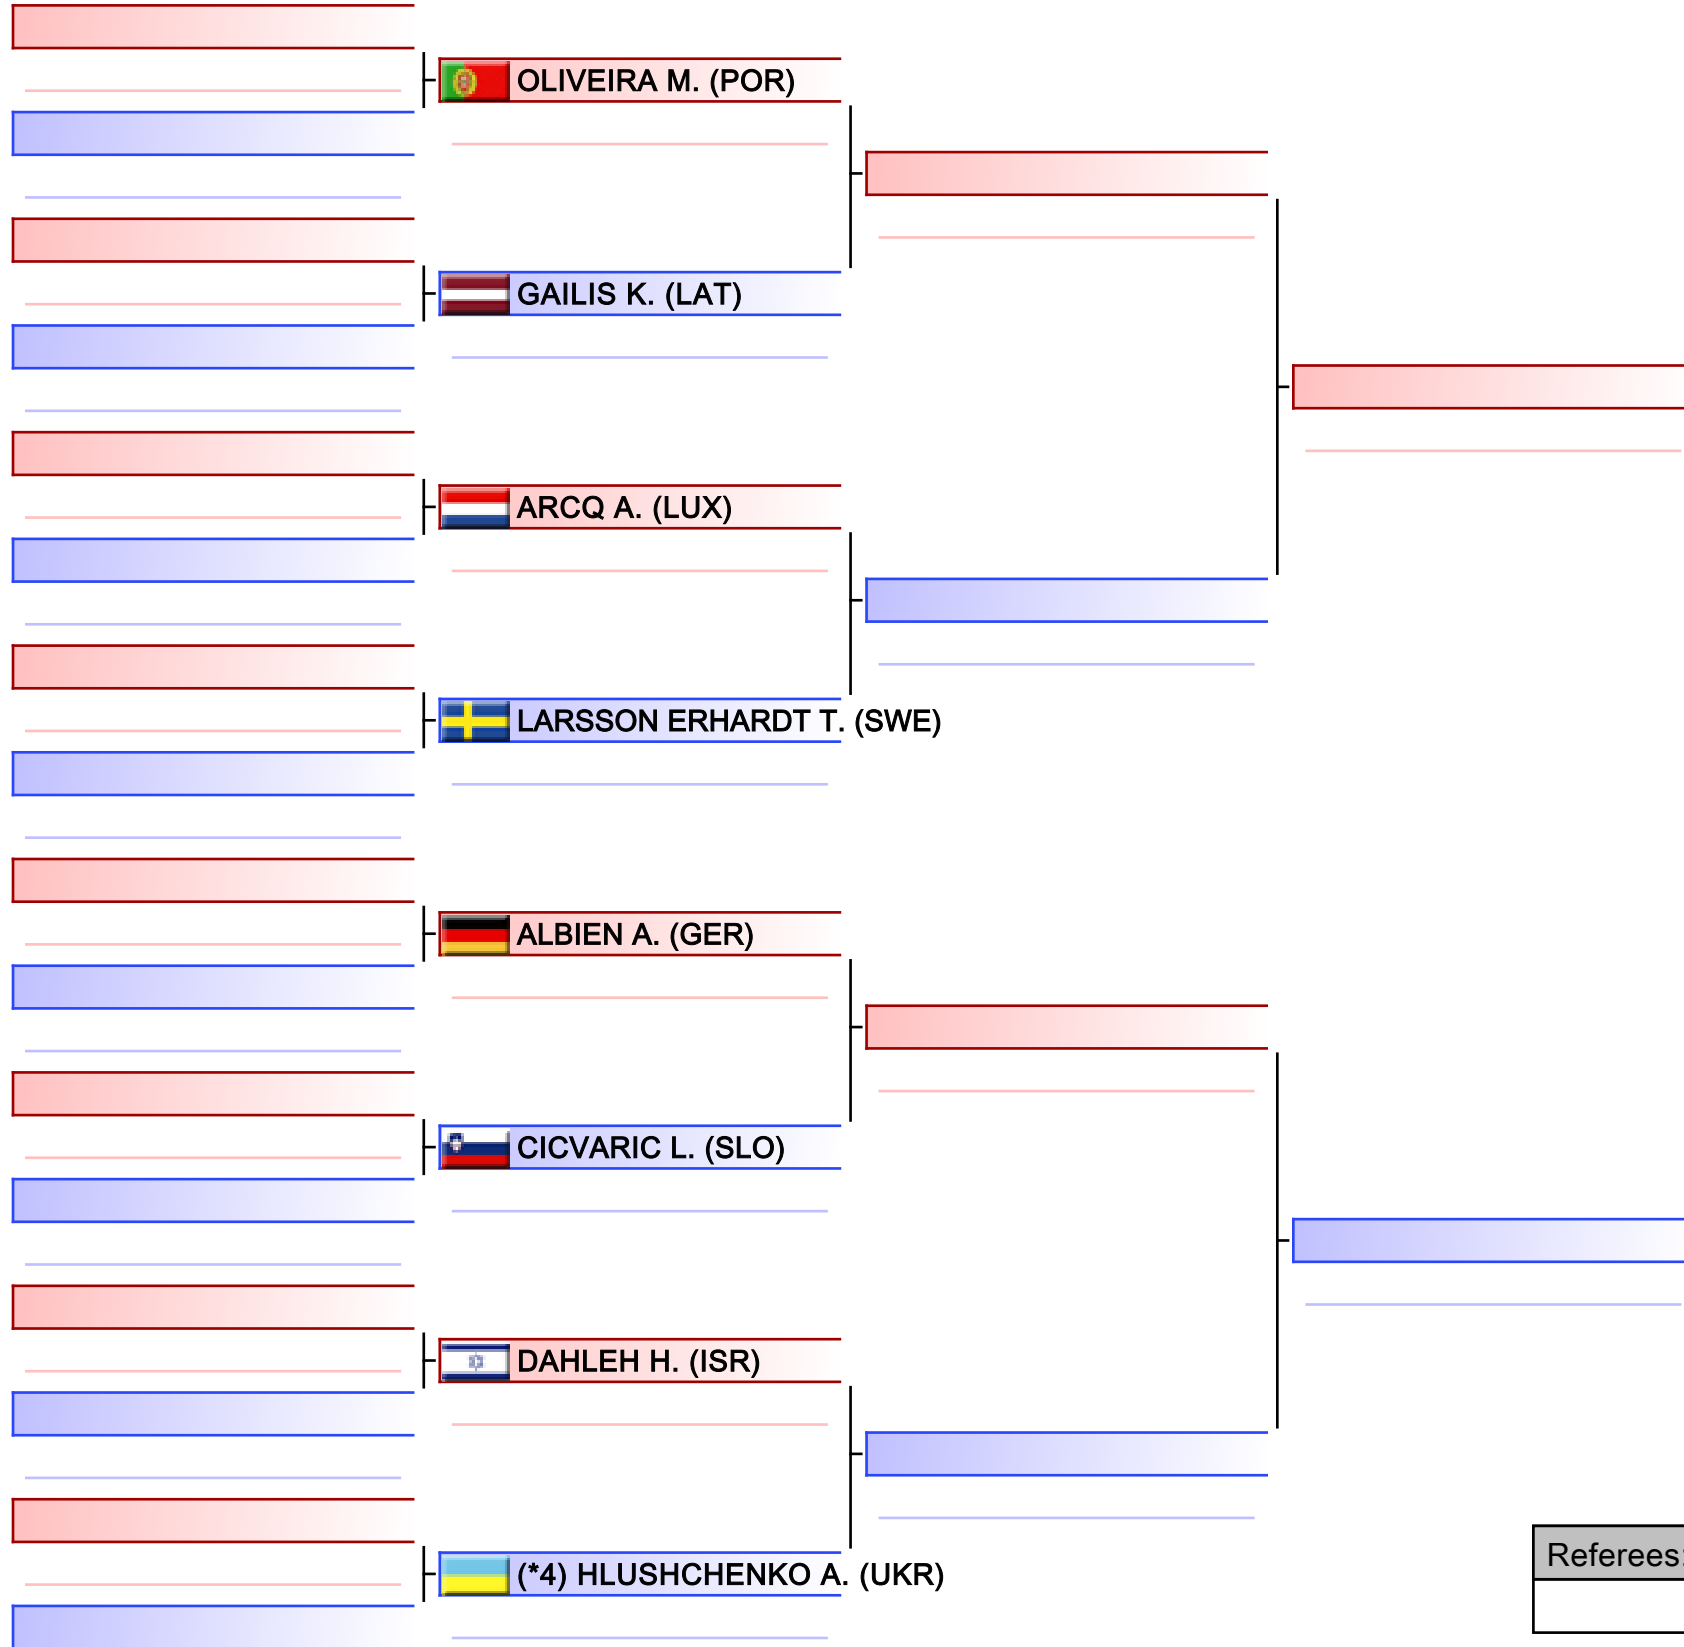 OLIVEIRA M. (POR)
GAILIS K. (LAT)
ARCQ A. (LUX)
LARSSON ERHARDT T. (SWE)
ALBIEN A. (GER)
CICVARIC L. (SLO)
DAHLEH H. (ISR)
(*4) HLUSHCHENKO A. (UKR)
Referees: